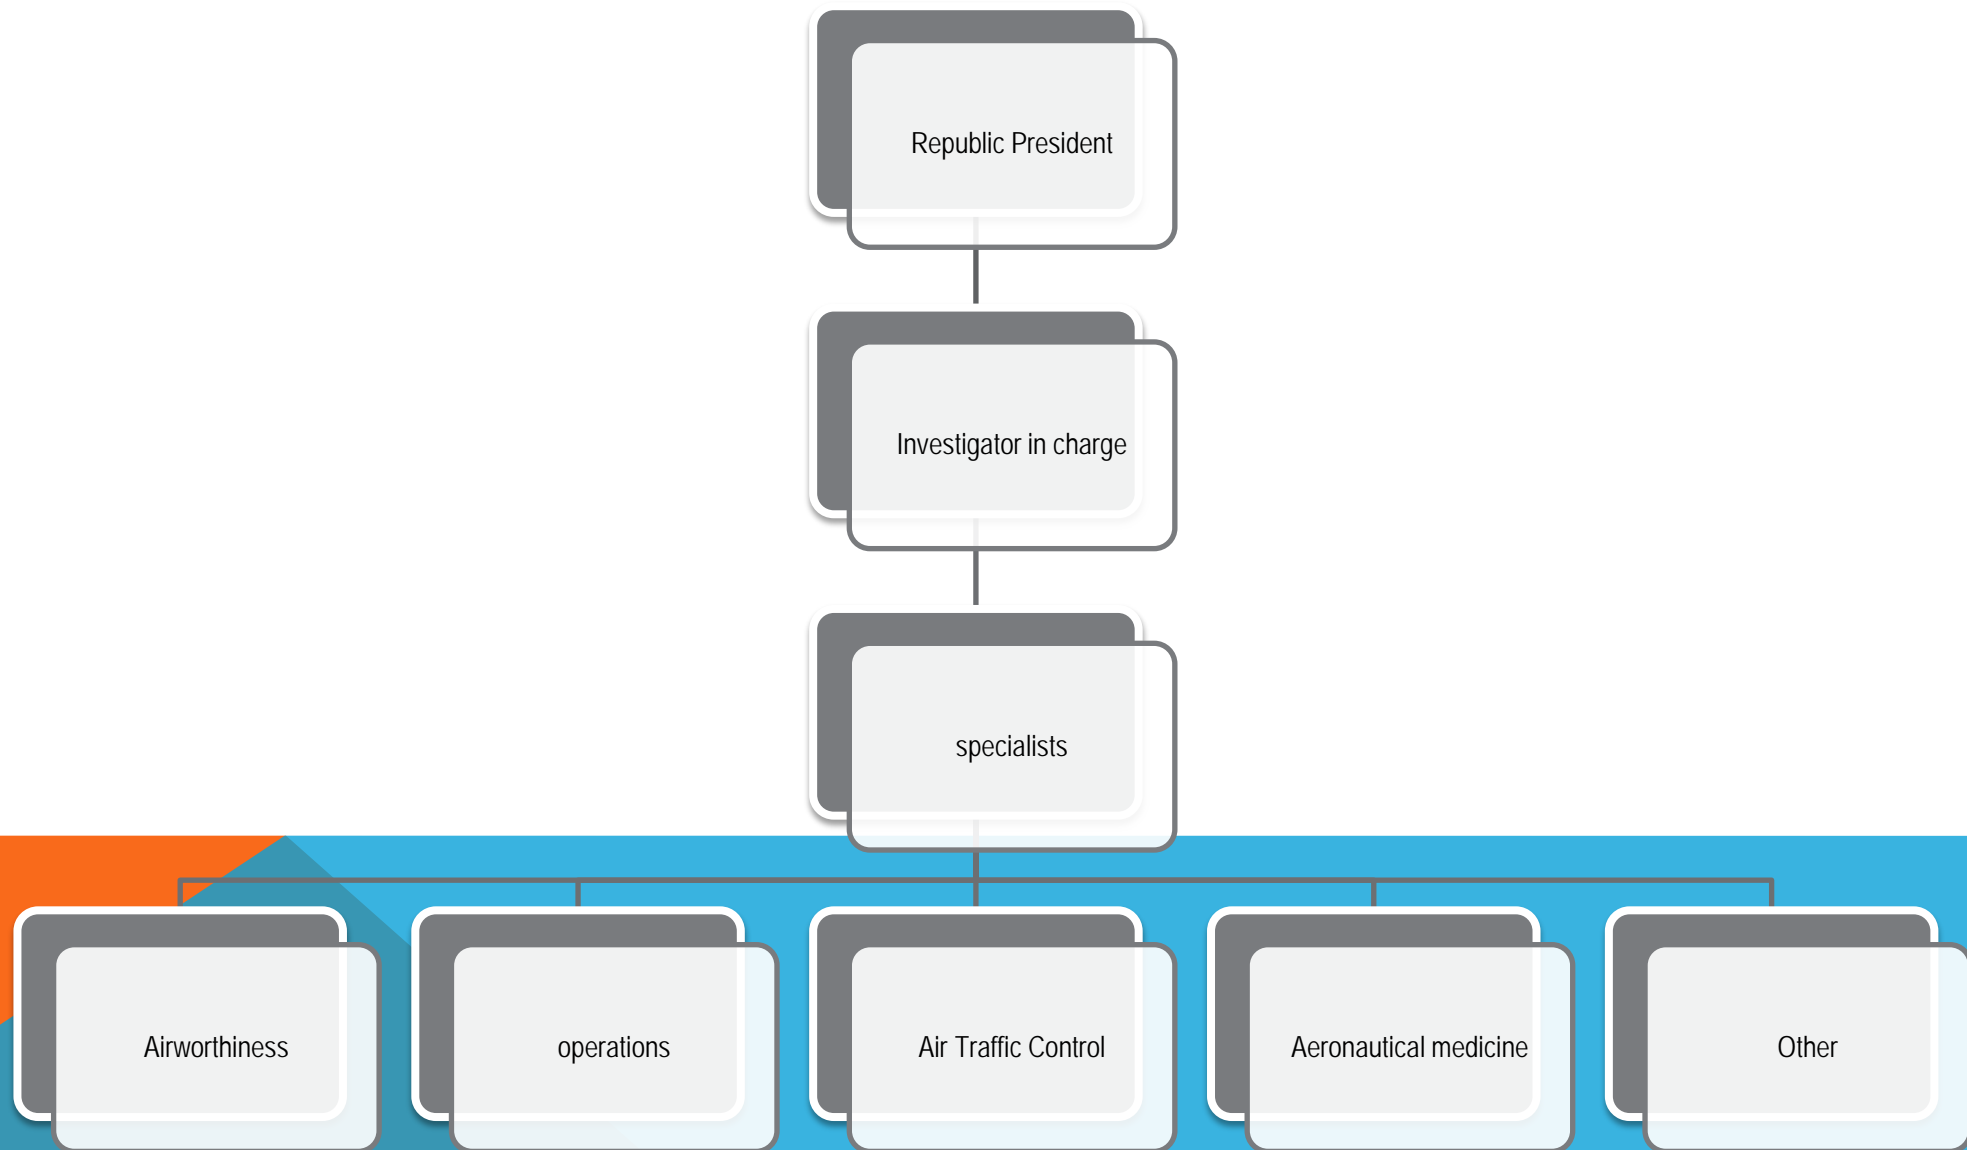 Republic President
Investigator in charge
specialists
Airworthiness
operations
Air Traffic Control
Aeronautical medicine
Other